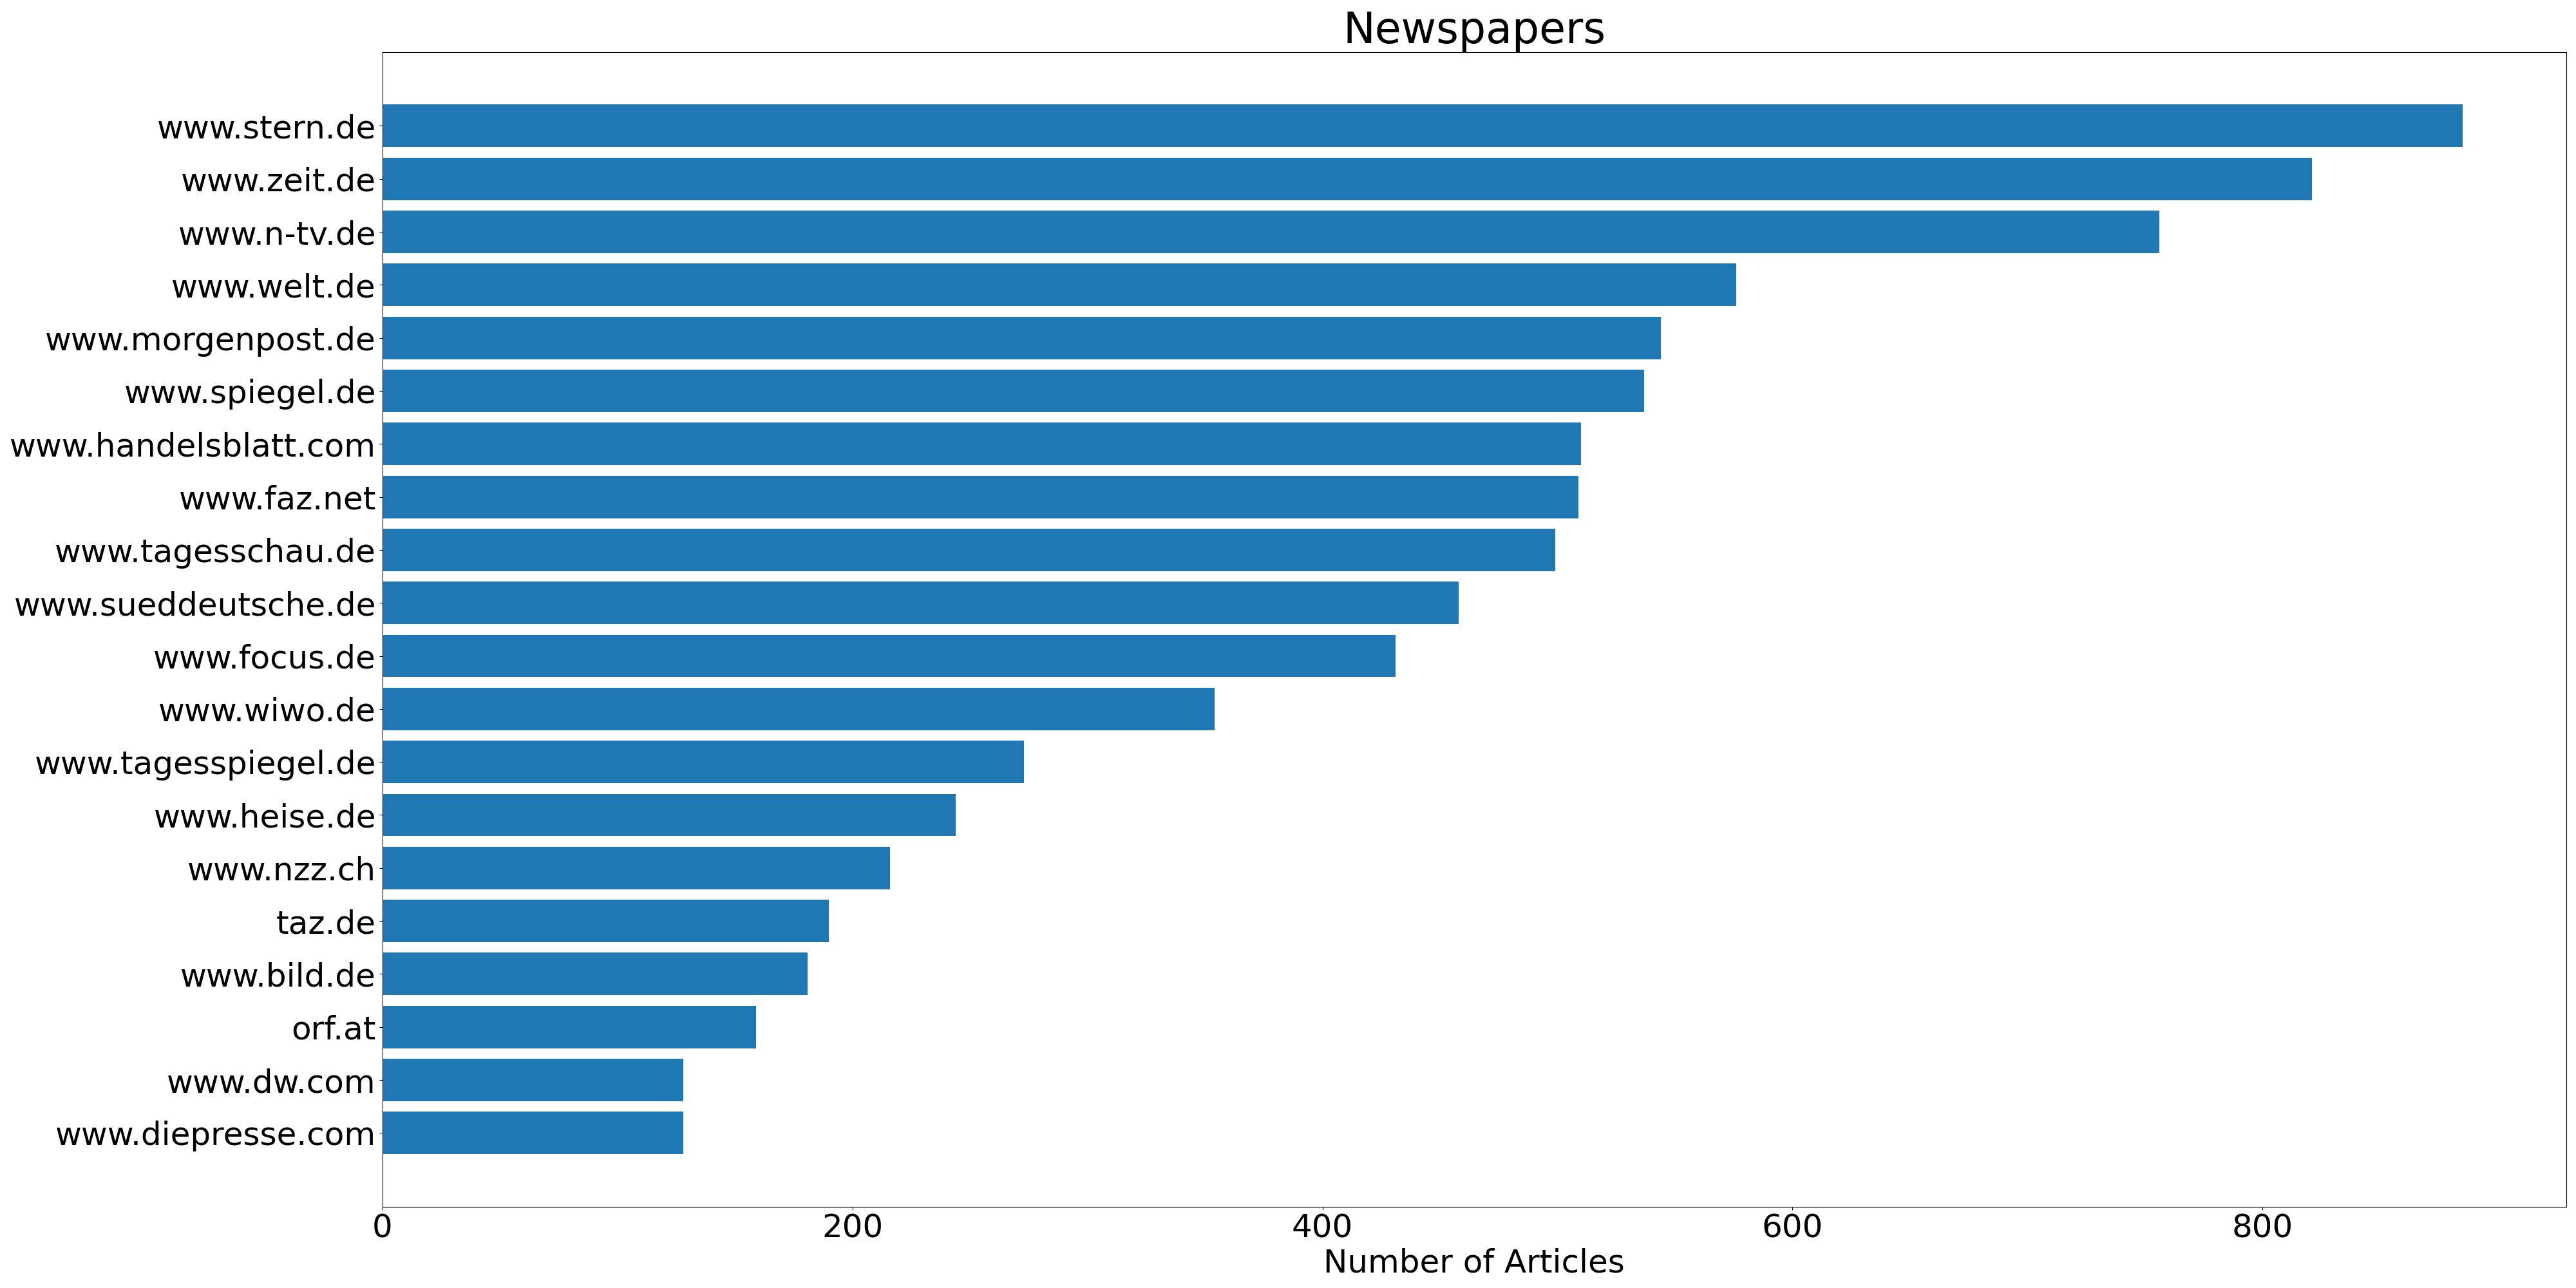 Newspapers
www.stern.de
www.zeit.de
www.n-tv.de
www.welt.de
www.morgenpost.de
www.spiegel.de
www.handelsblatt.com
www.faz.net
www.tagesschau.de
www.sueddeutsche.de
www.focus.de
www.wiwo.de
www.tagesspiegel.de
www.heise.de
www.nzz.ch
taz.de
www.bild.de
orf.at
www.dw.com
www.diepresse.com
0 200 400 600 800
Number of Articles